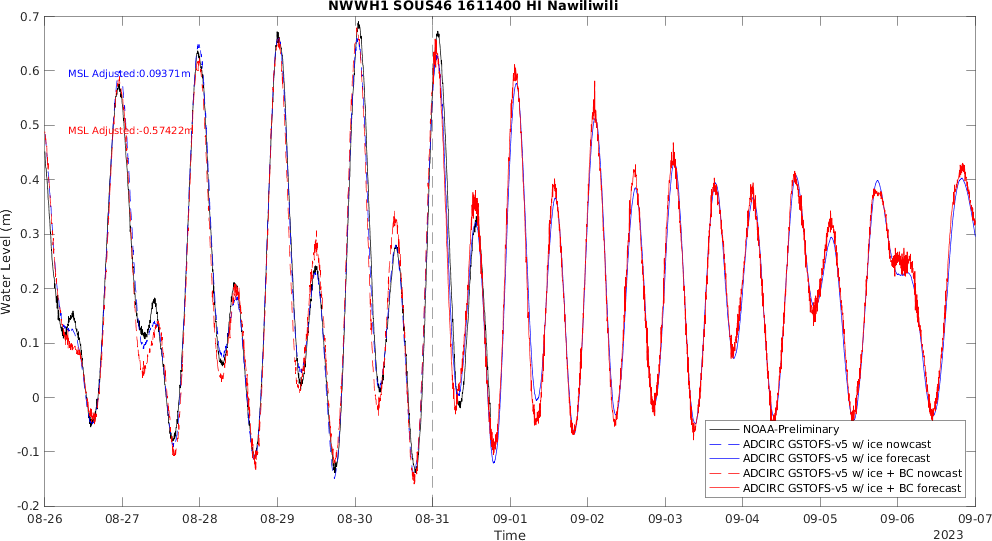 NWWH1 SOUS46 1611400 HI Nawiliwili
0.7
0.6
0.5
0.4
0.3
0.2
0.1
0
-0.1
-0.2
Water Level (m)
MSL Adjusted:0.09371m
MSL Adjusted:-0.57422m
NOAA-Preliminary
ADCIRC GSTOFS-v5 w/ ice nowcast
ADCIRC GSTOFS-v5 w/ ice forecast
ADCIRC GSTOFS-v5 w/ ice + BC nowcast
ADCIRC GSTOFS-v5 w/ ice + BC forecast
08-26 08-27 08-28 08-29 08-30 08-31 09-01 09-02 09-03 09-04 09-05 09-06 09-07
Time
2023